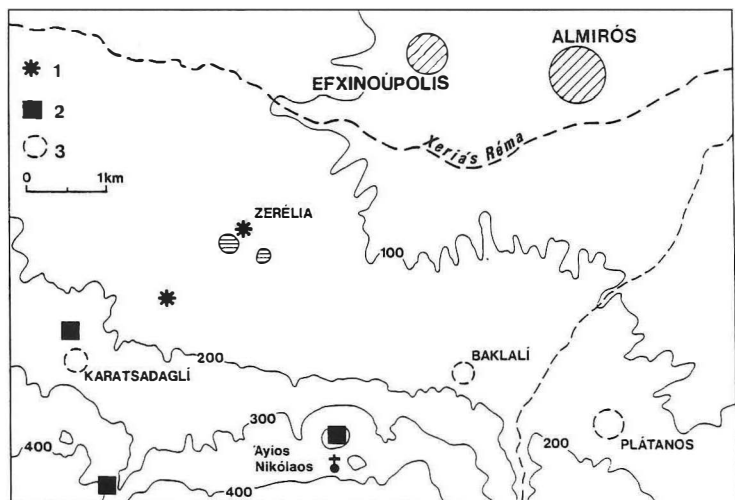 ALMIRÓS
EFXINOÚPOLIS
1
2
3
0 1km
Xeriás Réma
ZERÉLIA
100
200
KARATSADAGLÍ
BAKLALÍ
300
400
Áyios
Nikólaos
400
200
PLÁTANOS